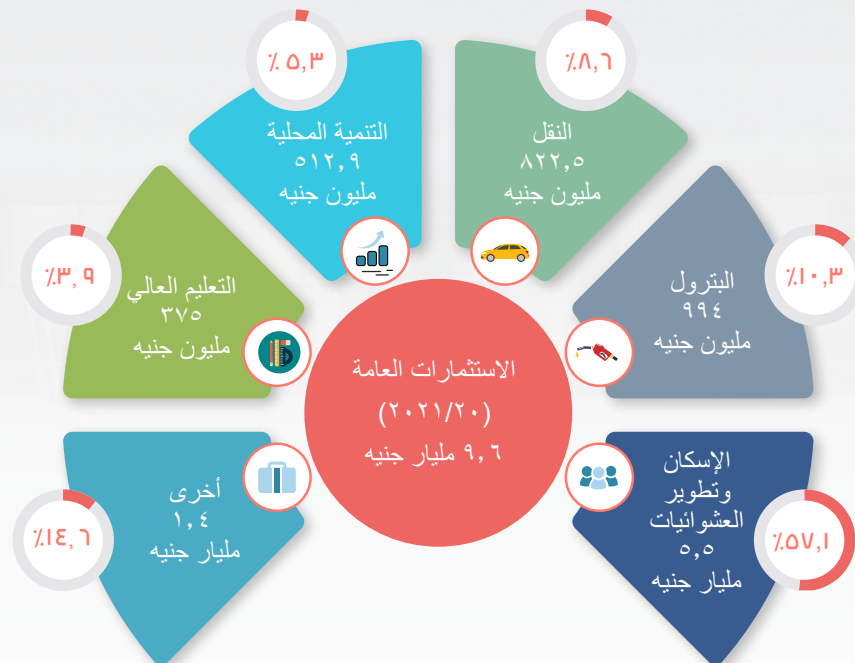 الاستثمارات العامة
(٢٠٢١/٢٠)
٩,٦ مليار جنيه
٪٥٧,١
الإسكان
وتطوير
العشوائيات
٥,٥
مليار جنيه
٪١٠,٣
البترول
٩٩٤
مليون جنيه
٪٨,٦
النقل
٨٢٢,٥
مليون جنيه
٪٥,٣
التنمية المحلية
٥١٢,٩
مليون جنيه
٪٣,٩
التعليم العالي
٣٧٥
مليون جنيه
٪١٤,٦
أخرى
١,٤
مليار جنيه